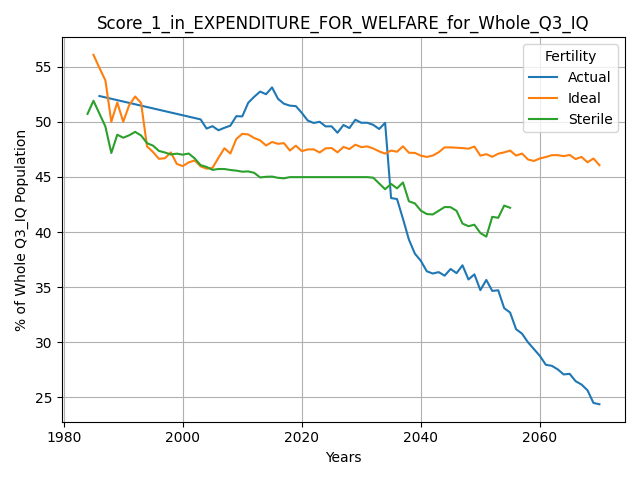 Score_1_in_EXPENDITURE_FOR_WELFARE_for_Whole_Q3_IQ
Fertility
Actual
Ideal
Sterile
% of Whole Q3_IQ Population
55
50
45
40
35
30
25
1980
2000
2020
2040
2060
Years